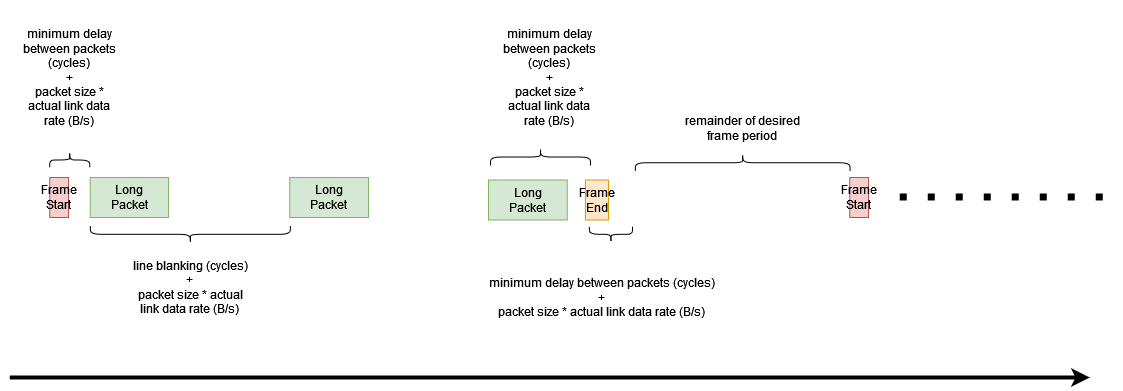 minimum delay
between packets
(cycles)
+
packet size *
actual link data
rate (B/s)
minimum delay
between packets
(cycles)
+
packet size *
actual link data
rate (B/s)
remainder of desired
frame period
Frame
Start
Long
Packet
Long
Packet
Long
Packet
Frame
End
Frame
Start
line blanking (cycles)
+
packet size * actual
link data rate (B/s)
minimum delay between packets (cycles)
+
packet size * actual link data rate (B/s)